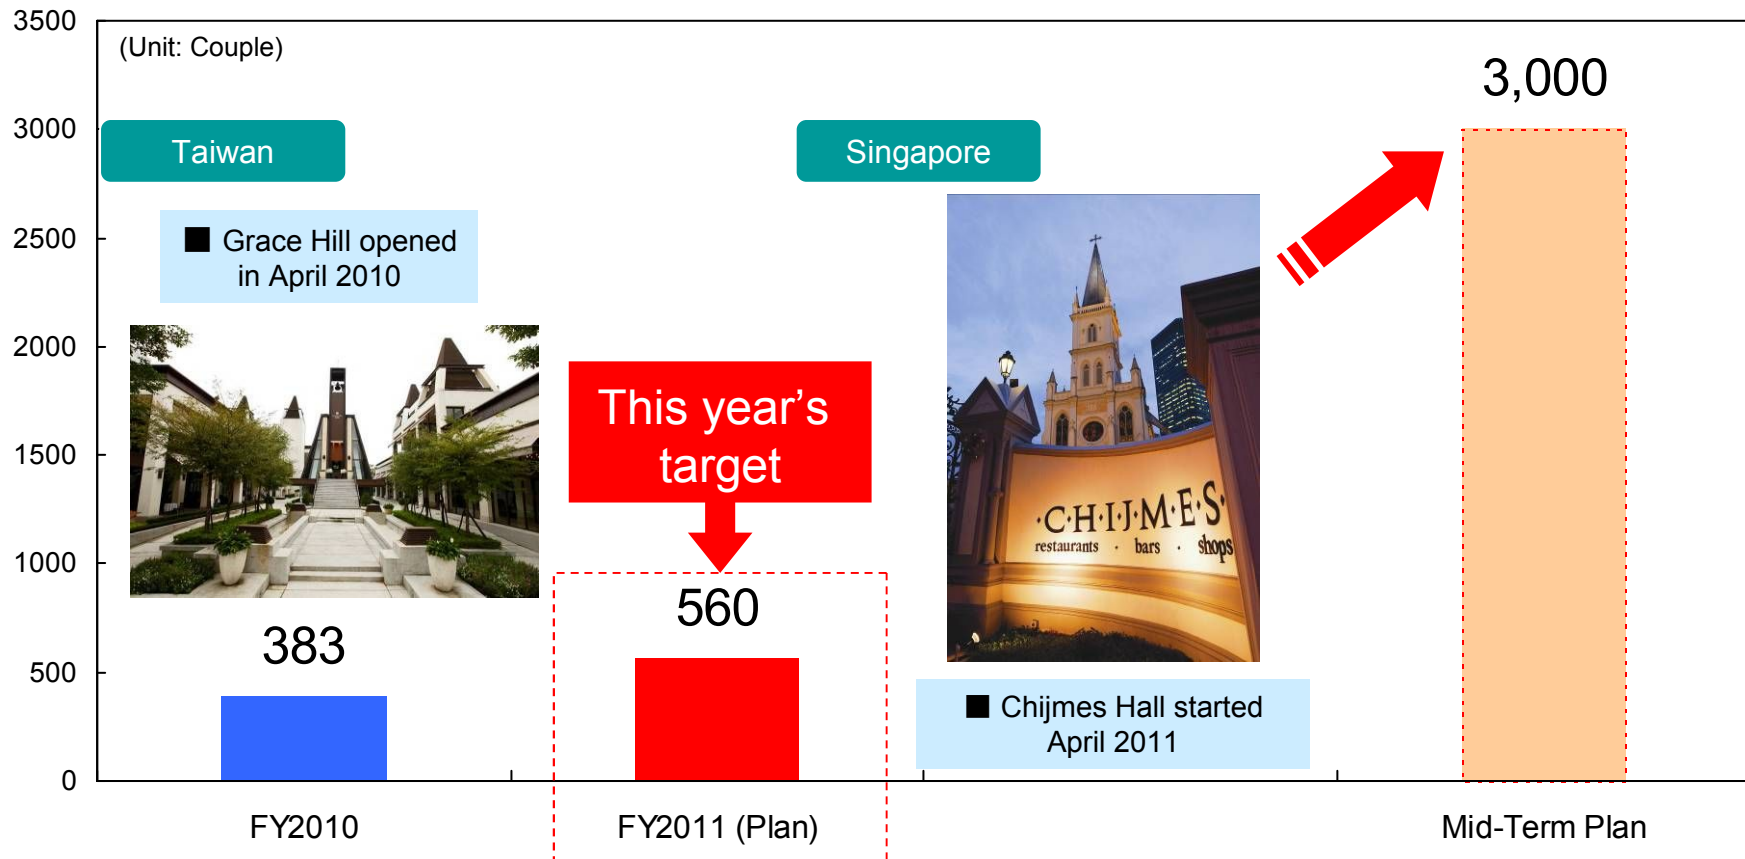 3500
(Unit: Couple)
3,000
3000
Taiwan
Singapore
2500
■ Grace Hill opened
in April 2010
2000
This year's
target
1500
·C·H·I·J·M·E·S·
restaurants · bars · shops
1000
560
383
500
■ Chijmes Hall started
April 2011
0
FY2010
FY2011 (Plan)
Mid-Term Plan